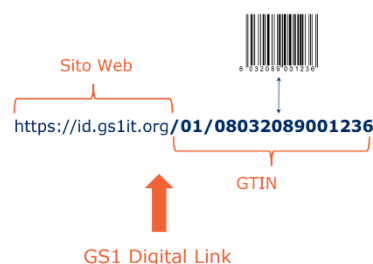 Sito Web
8 032089 001236
https://id.gs1it.org/01/08032089001236
GTIN
GS1 Digital Link